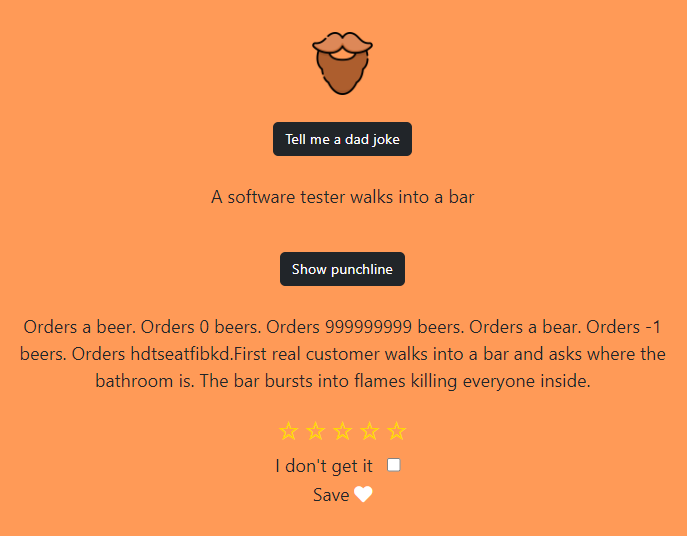 Tell me a dad joke
A software tester walks into a bar
Show punchline
Orders a beer. Orders 0 beers. Orders 999999999 beers. Orders a bear. Orders -1
beers. Orders hdtseatfibkd.First real customer walks into a bar and asks where the
bathroom is. The bar bursts into flames killing everyone inside.
I don't get it
Save